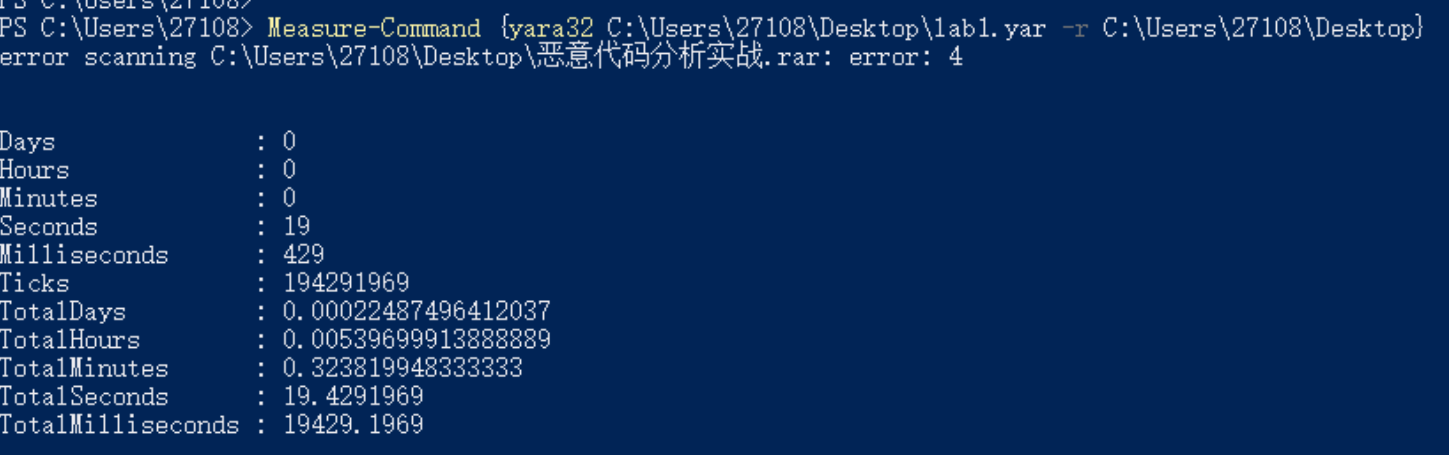 PS C:\Users\27108>
PS C:\Users\27108> Measure-Command {yara32 C:\Users\27108\Desktop\lab1.yar -r C:\Users\27108\Desktop}
error scanning C:\Users\27108\Desktop\恶意代码分析实战.rar: error: 4
Days : 0
Hours : 0
Minutes : 0
Seconds : 19
Milliseconds : 429
Ticks : 194291969
TotalDays : 0.00022487496412037
TotalHours : 0.00539699913888889
TotalMinutes : 0.323819948333333
TotalSeconds : 19.4291969
TotalMilliseconds : 19429.1969